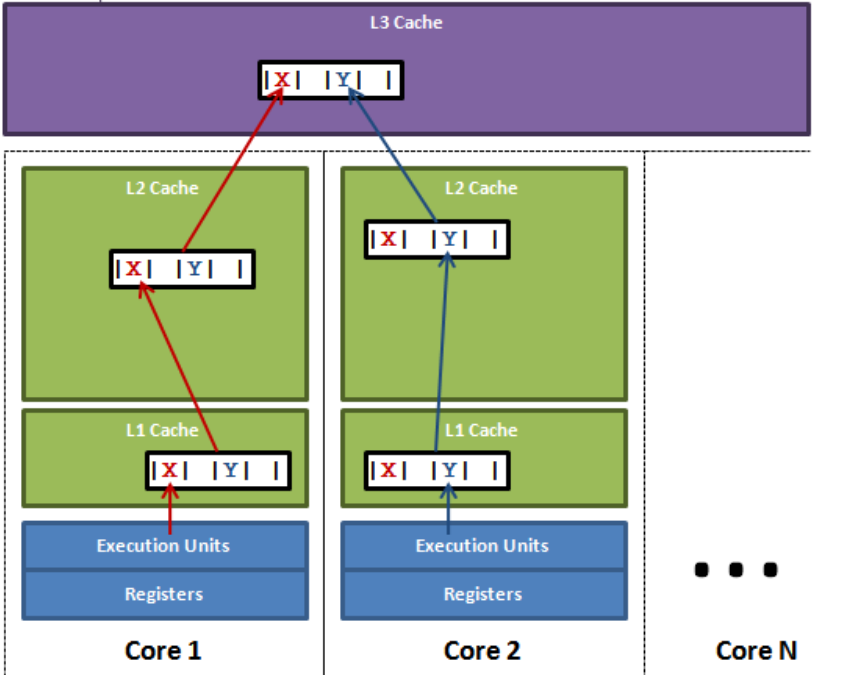 L3 Cache
|X| |Y| |
L2 Cache
|X| |Y| |
L1 Cache
|X| |Y| |
Execution Units
Registers
Core 1
L2 Cache
|X| |Y| |
L1 Cache
|X| |Y| |
Execution Units
Registers
Core 2
...
Core N